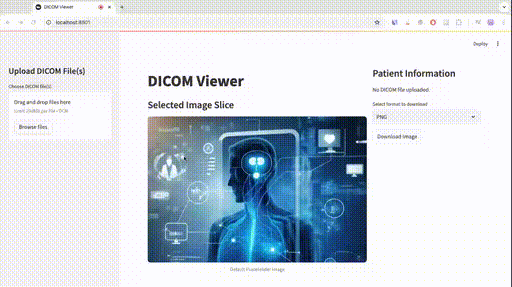 DICOM Viewer
localhost:8501
Deploy
Upload DICOM File(s)
Choose DICOM file(s)
Drag and drop files here
Limit 200MB per file • DCM
Browse files
DICOM Viewer
Selected Image Slice
Default Placeholder Image
Patient Information
No DICOM file uploaded.
Select format to download
PNG
Download Image